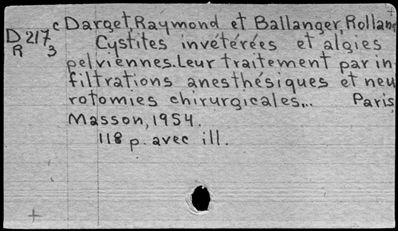 D 217 c Darget, Raymond et Ballanger, Rollan
R 3 Cystites invétérées et algies
pelviennes. Leur traitement par in
filtrations anesthésiques et neu
rotomies chirurgicales... Paris
Masson, 1954.
118 p. avec ill.